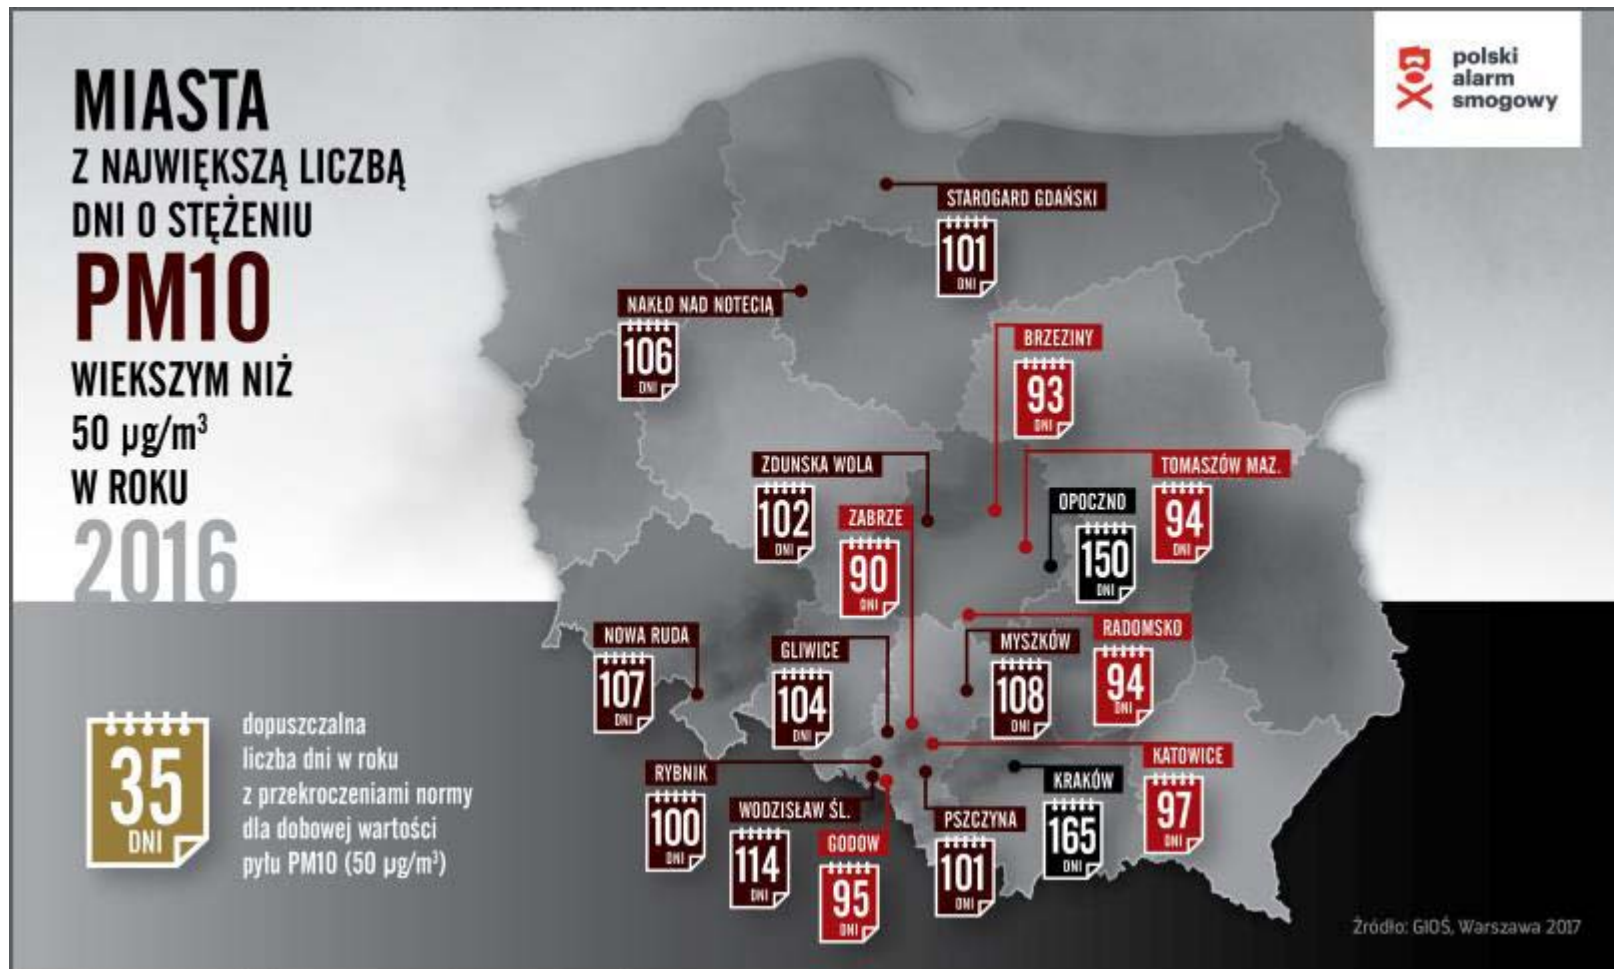 MIASTA
Z NAJWIĘKSZĄ LICZBĄ
DNI O STĘŻENIU
PM10
WIEKSZYM NIŻ
50 µg/m³
W ROKU
2016
polski
alarm
smogowy
STAROGARD GDAŃSKI
101
DNI
NAKŁO NAD NOTECIĄ
106
DNI
BRZEZINY
93
DNI
ZDUNSKA WOLA
102
DNI
ZABRZE
90
DNI
TOMASZÓW MAZ.
94
DNI
OPOCZNO
150
DNI
NOWA RUDA
107
DNI
GLIWICE
104
DNI
MYSZKÓW
108
DNI
RADOMSKO
94
DNI
RYBNIK
100
DNI
WODZISŁAW ŚL.
114
DNI
GODOW
95
DNI
PSZCZYNA
101
DNI
KRAKÓW
165
DNI
KATOWICE
97
DNI
35
DNI
dopuszczalna
liczba dni w roku
z przekroczeniami normy
dla dobowej wartości
pyłu PM10 (50 µg/m³)
Źródło: GIOŚ, Warszawa 2017